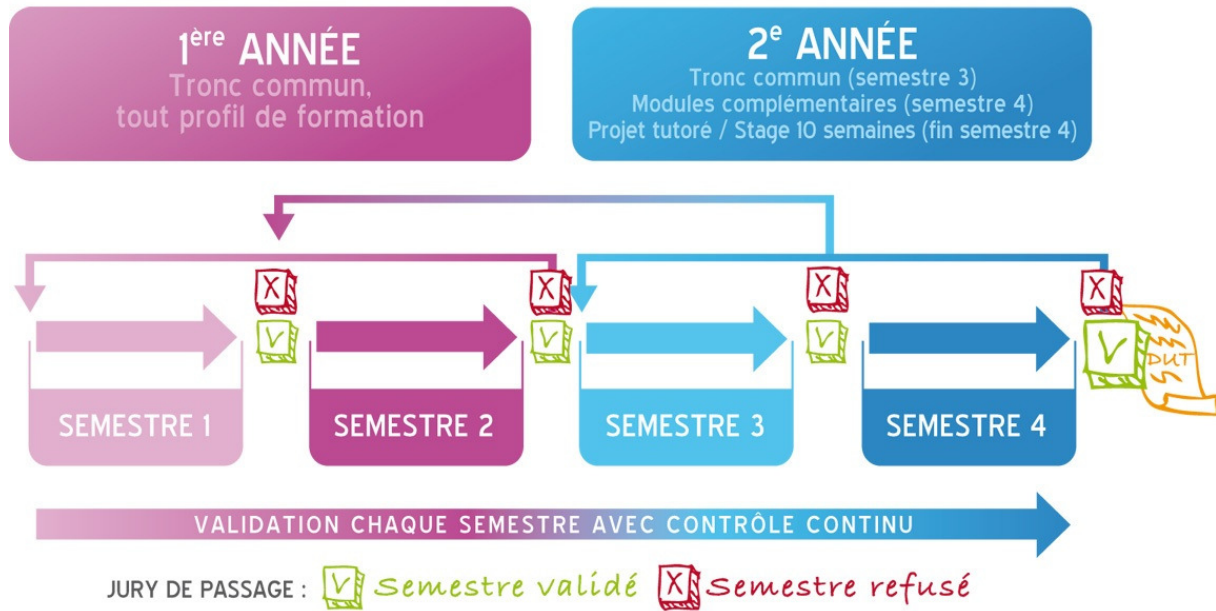 1ère ANNÉE
Tronc commun,
tout profil de formation
2e ANNÉE
Tronc commun (semestre 3)
Modules complémentaires (semestre 4)
Projet tutoré / Stage 10 semaines (fin semestre 4)
X
X
X
X
V
V
V
V
DUT
SEMESTRE 1
SEMESTRE 2
SEMESTRE 3
SEMESTRE 4
VALIDATION CHAQUE SEMESTRE AVEC CONTRÔLE CONTINU
JURY DE PASSAGE : V Semestre validé X Semestre refusé